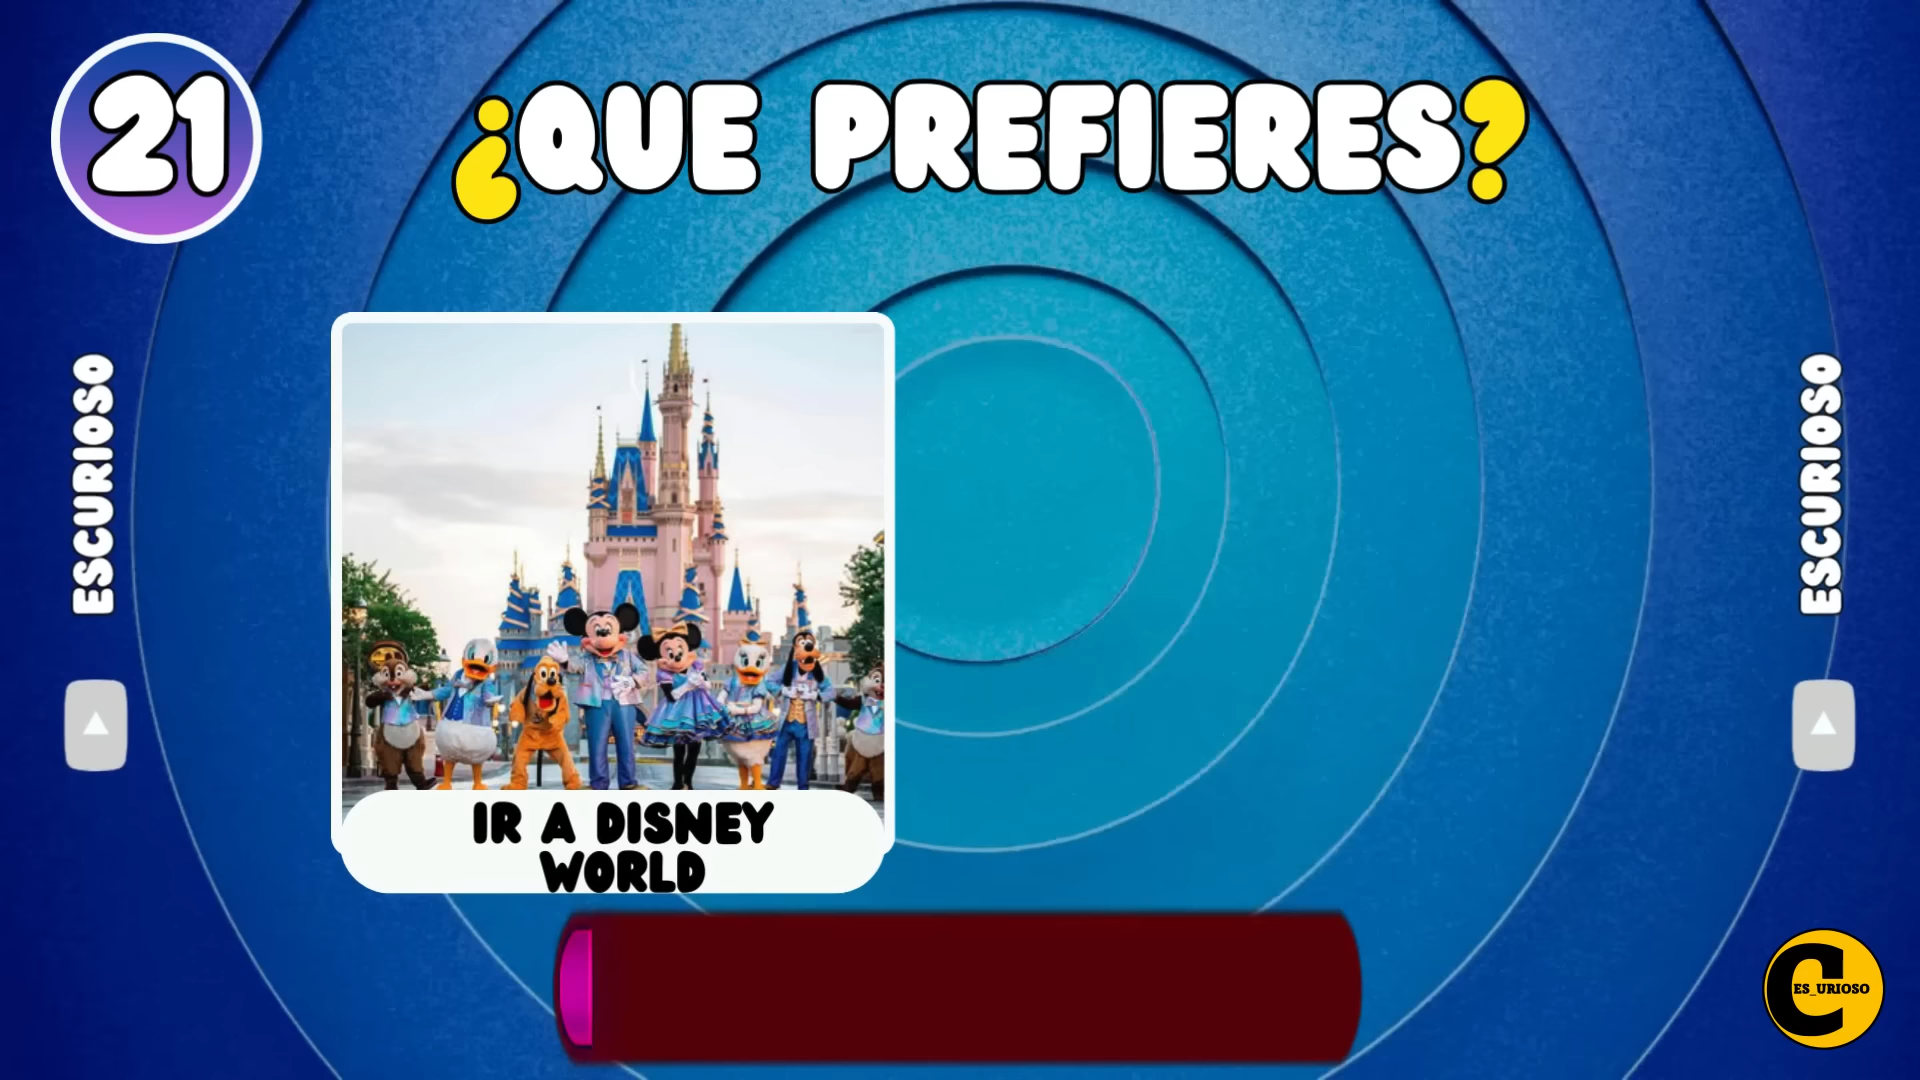 21
¿QUE PREFIERES?
ESCURIOSO
ESCURIOSO
IR A DISNEY
WORLD
ES_URIOSO